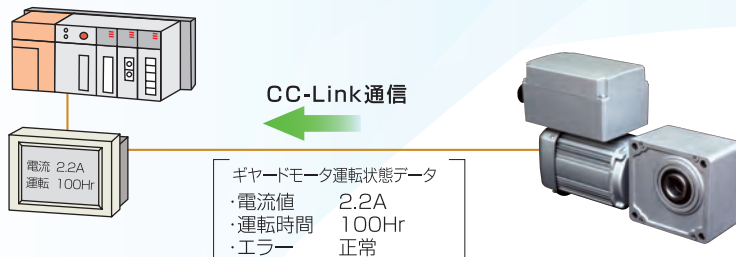 CC-Link通信
電流 2.2A
運転 100Hr
ギヤードモータ運転状態データ
・電流値 2.2A
・運転時間 100Hr
・エラー 正常